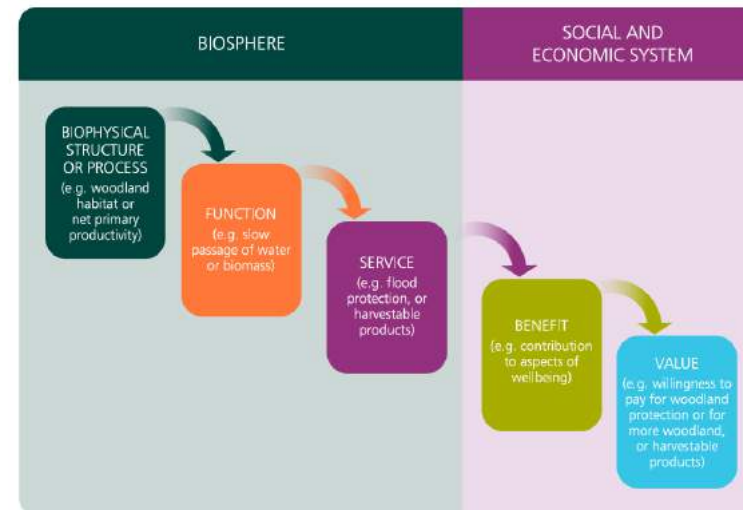 BIOSPHERE
SOCIAL AND
ECONOMIC SYSTEM
BIOPHYSICAL
STRUCTURE
OR PROCESS
(e.g. woodland
habitat or
net primary
productivity)
FUNCTION
(e.g. slow
passage of water
or biomass)
SERVICE
(e.g. flood
protection, or
harvestable
products)
BENEFIT
(e.g. contribution
to aspects of
wellbeing)
VALUE
(e.g. willingness to
pay for woodland
protection or for
more woodland,
or harvestable
products)